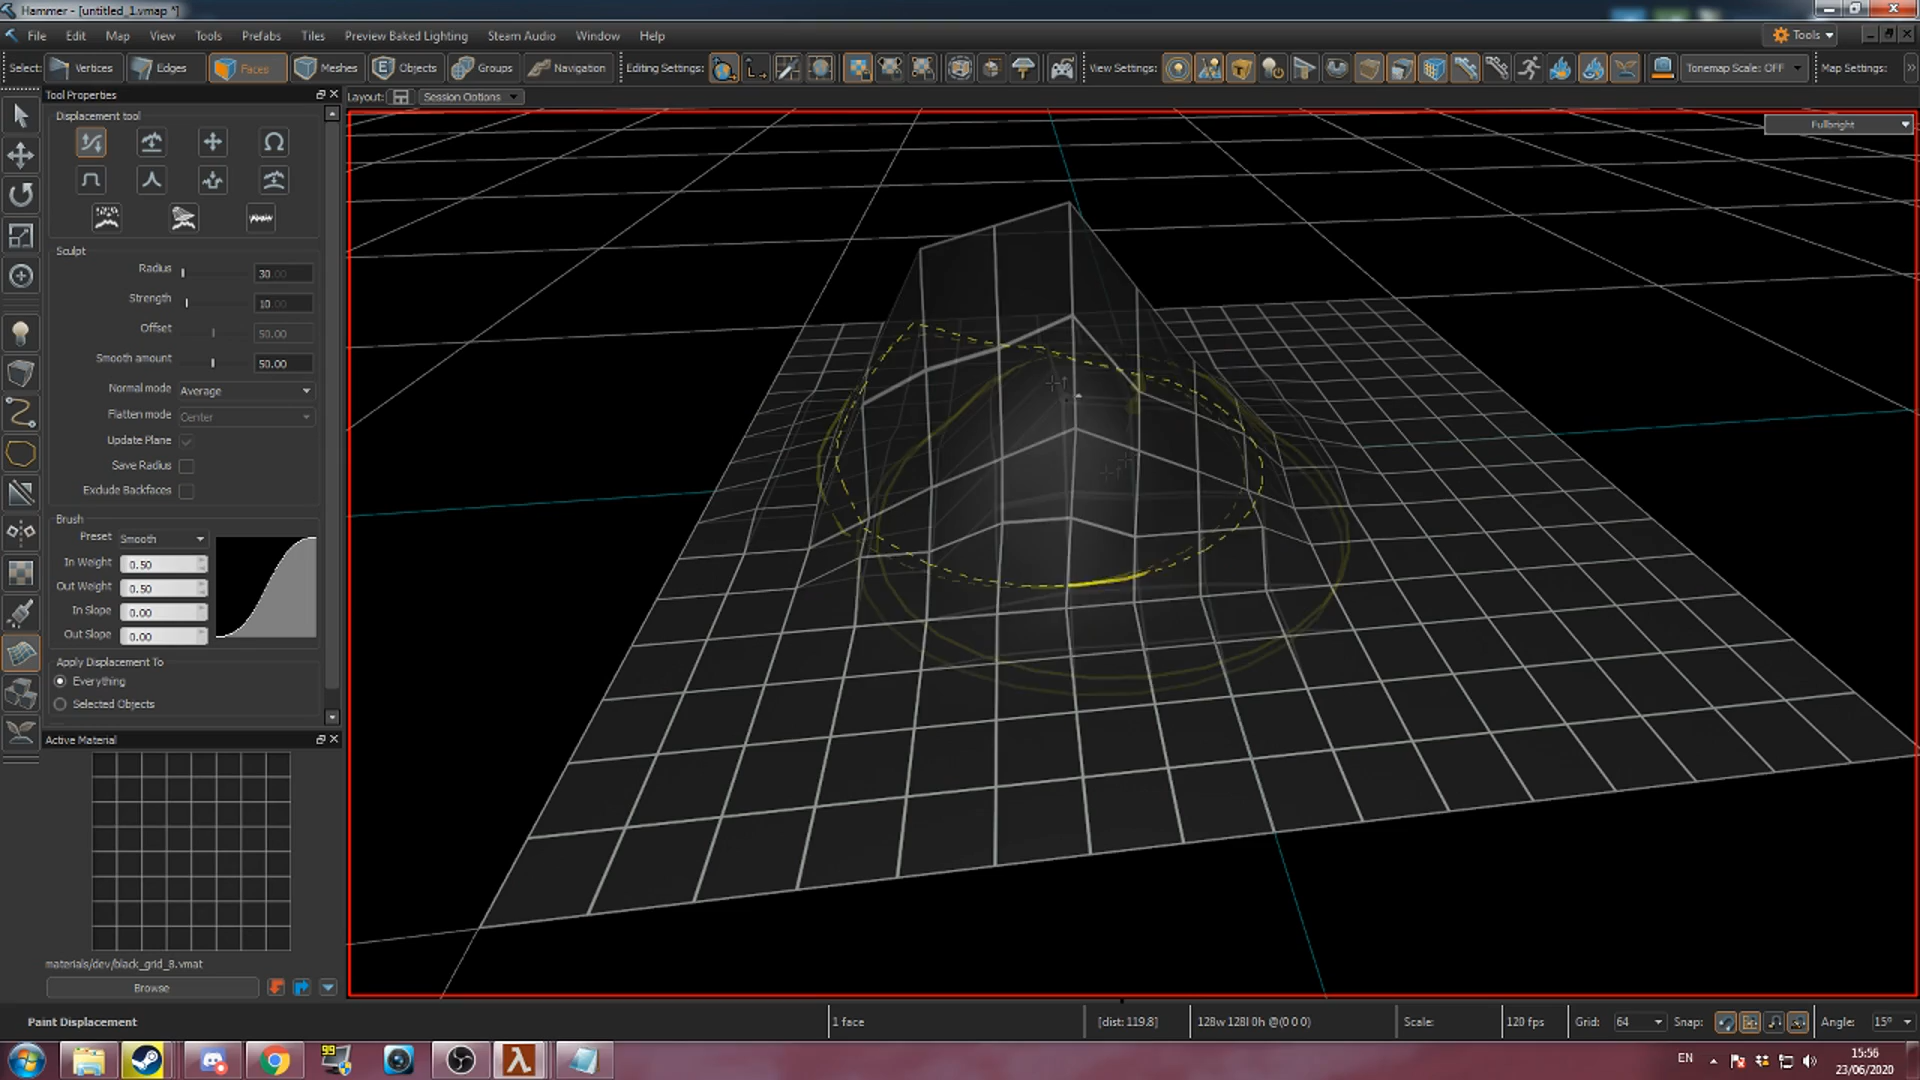 Hammer - [untitled_1.vmap *]
File Edit Map View Tools Prefabs Tiles Preview Baked Lighting Steam Audio Window Help
Tools
Select: Vertices Edges Faces Meshes Objects Groups Navigation Editing Settings: View Settings: Tonemap Scale: OFF Map Settings:
Tool Properties
Layout: Session Options
Displacement tool
Fullbright
Sculpt
Radius 30.00
Strength 10.00
Offset 50.00
Smooth amount 50.00
Normal mode Average
Flatten mode Center
Update Plane
Save Radius
Exclude Backfaces
Brush
Preset Smooth
In Weight 0.50
Out Weight 0.50
In Slope 0.00
Out Slope 0.00
Apply Displacement To
Everything
Selected Objects
Active Material
materials/dev/black_grid_8.vmat
Browse
Paint Displacement 1 face [dist: 119.8] 128w 128l 0h @(0 0 0) Scale: 120 fps Grid: 64 Snap: Angle: 15°
99
EN
15:56
23/06/2020